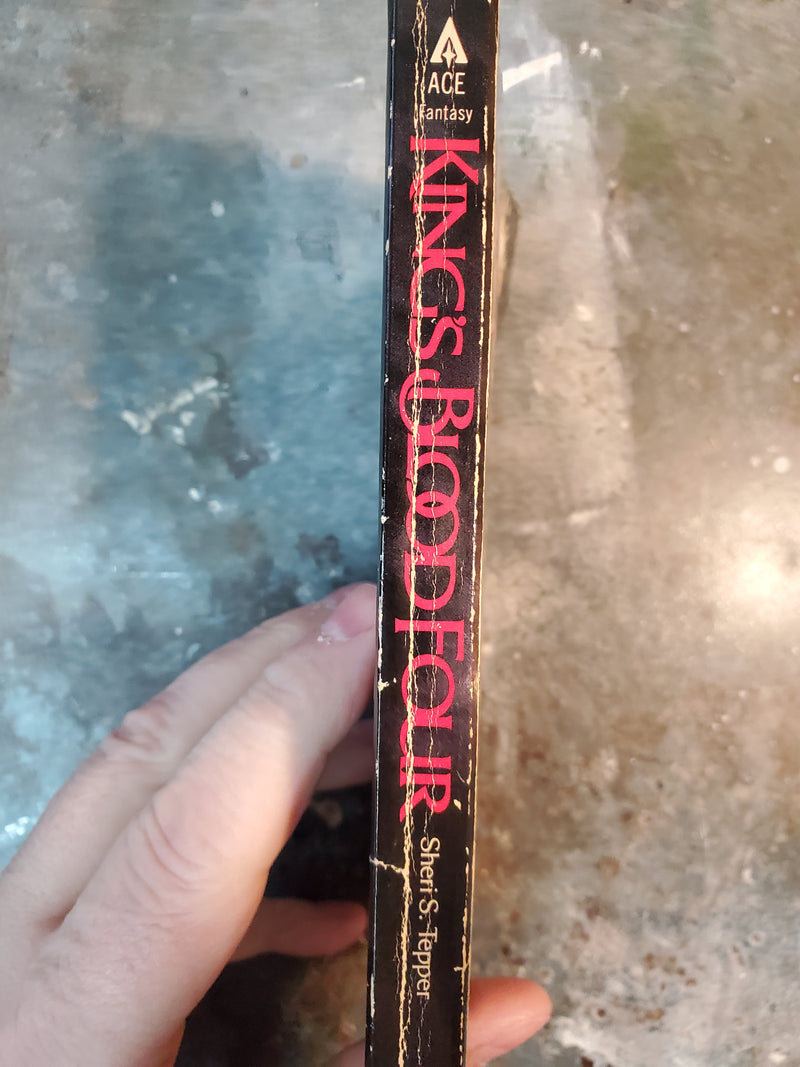 ACE
Fantasy
KING'S BLOOD FOUR
Sheri S. Tepper